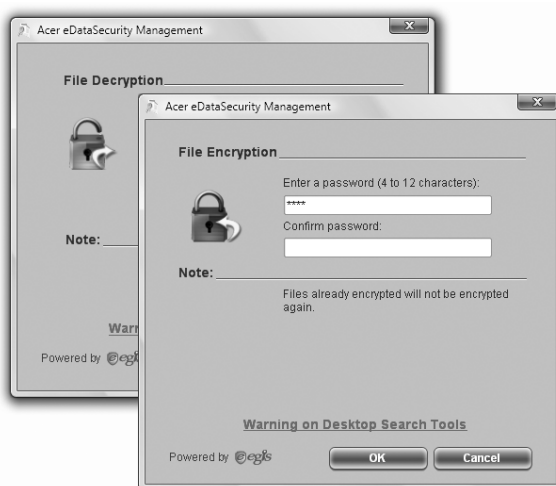 Acer eDataSecurity Management
File Decryption
Note:
Powered by egis
Acer eDataSecurity Management
File Encryption
Enter a password (4 to 12 characters):
****
Confirm password:
Note:
Files already encrypted will not be encrypted
again.
Warning on Desktop Search Tools
Powered by egis
OK
Cancel